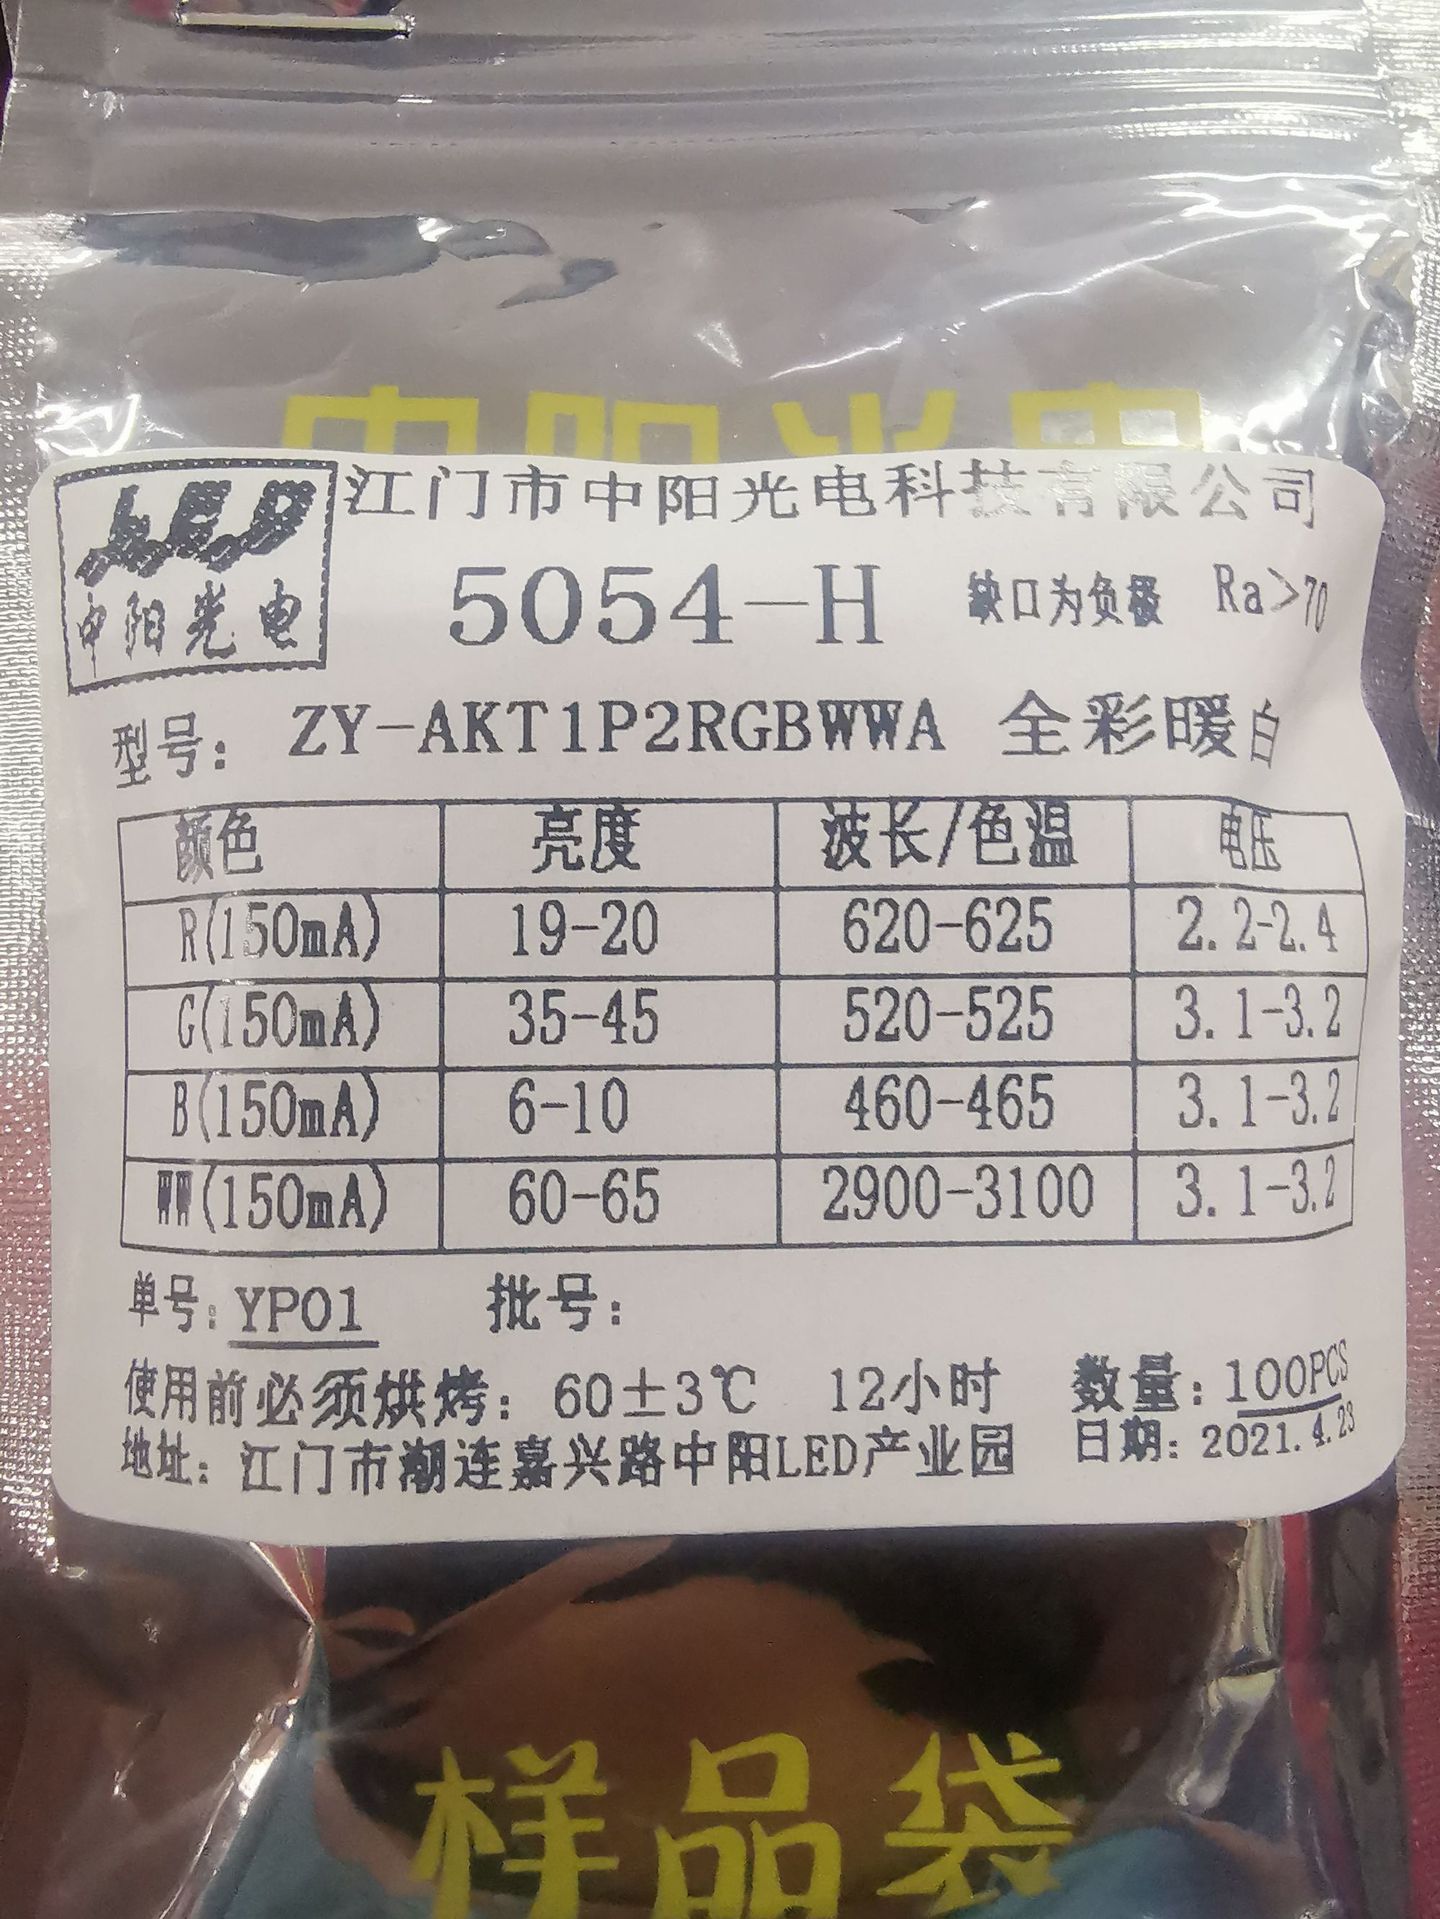 中阳光电
LED
中阳光电
江门市中阳光电科技有限公司
5054-H 缺口为负极 Ra>70
型号: ZY-AKT1P2RGBWWA 全彩暖白
颜色 亮度 波长/色温 电压
R(150mA) 19-20 620-625 2.2-2.4
G(150mA) 35-45 520-525 3.1-3.2
B(150mA) 6-10 460-465 3.1-3.2
WW(150mA) 60-65 2900-3100 3.1-3.2
单号: YP01 批号:
使用前必须烘烤: 60±3℃ 12小时 数量: 100PCS
地址: 江门市潮连嘉兴路中阳LED产业园 日期: 2021.4.23
样品袋